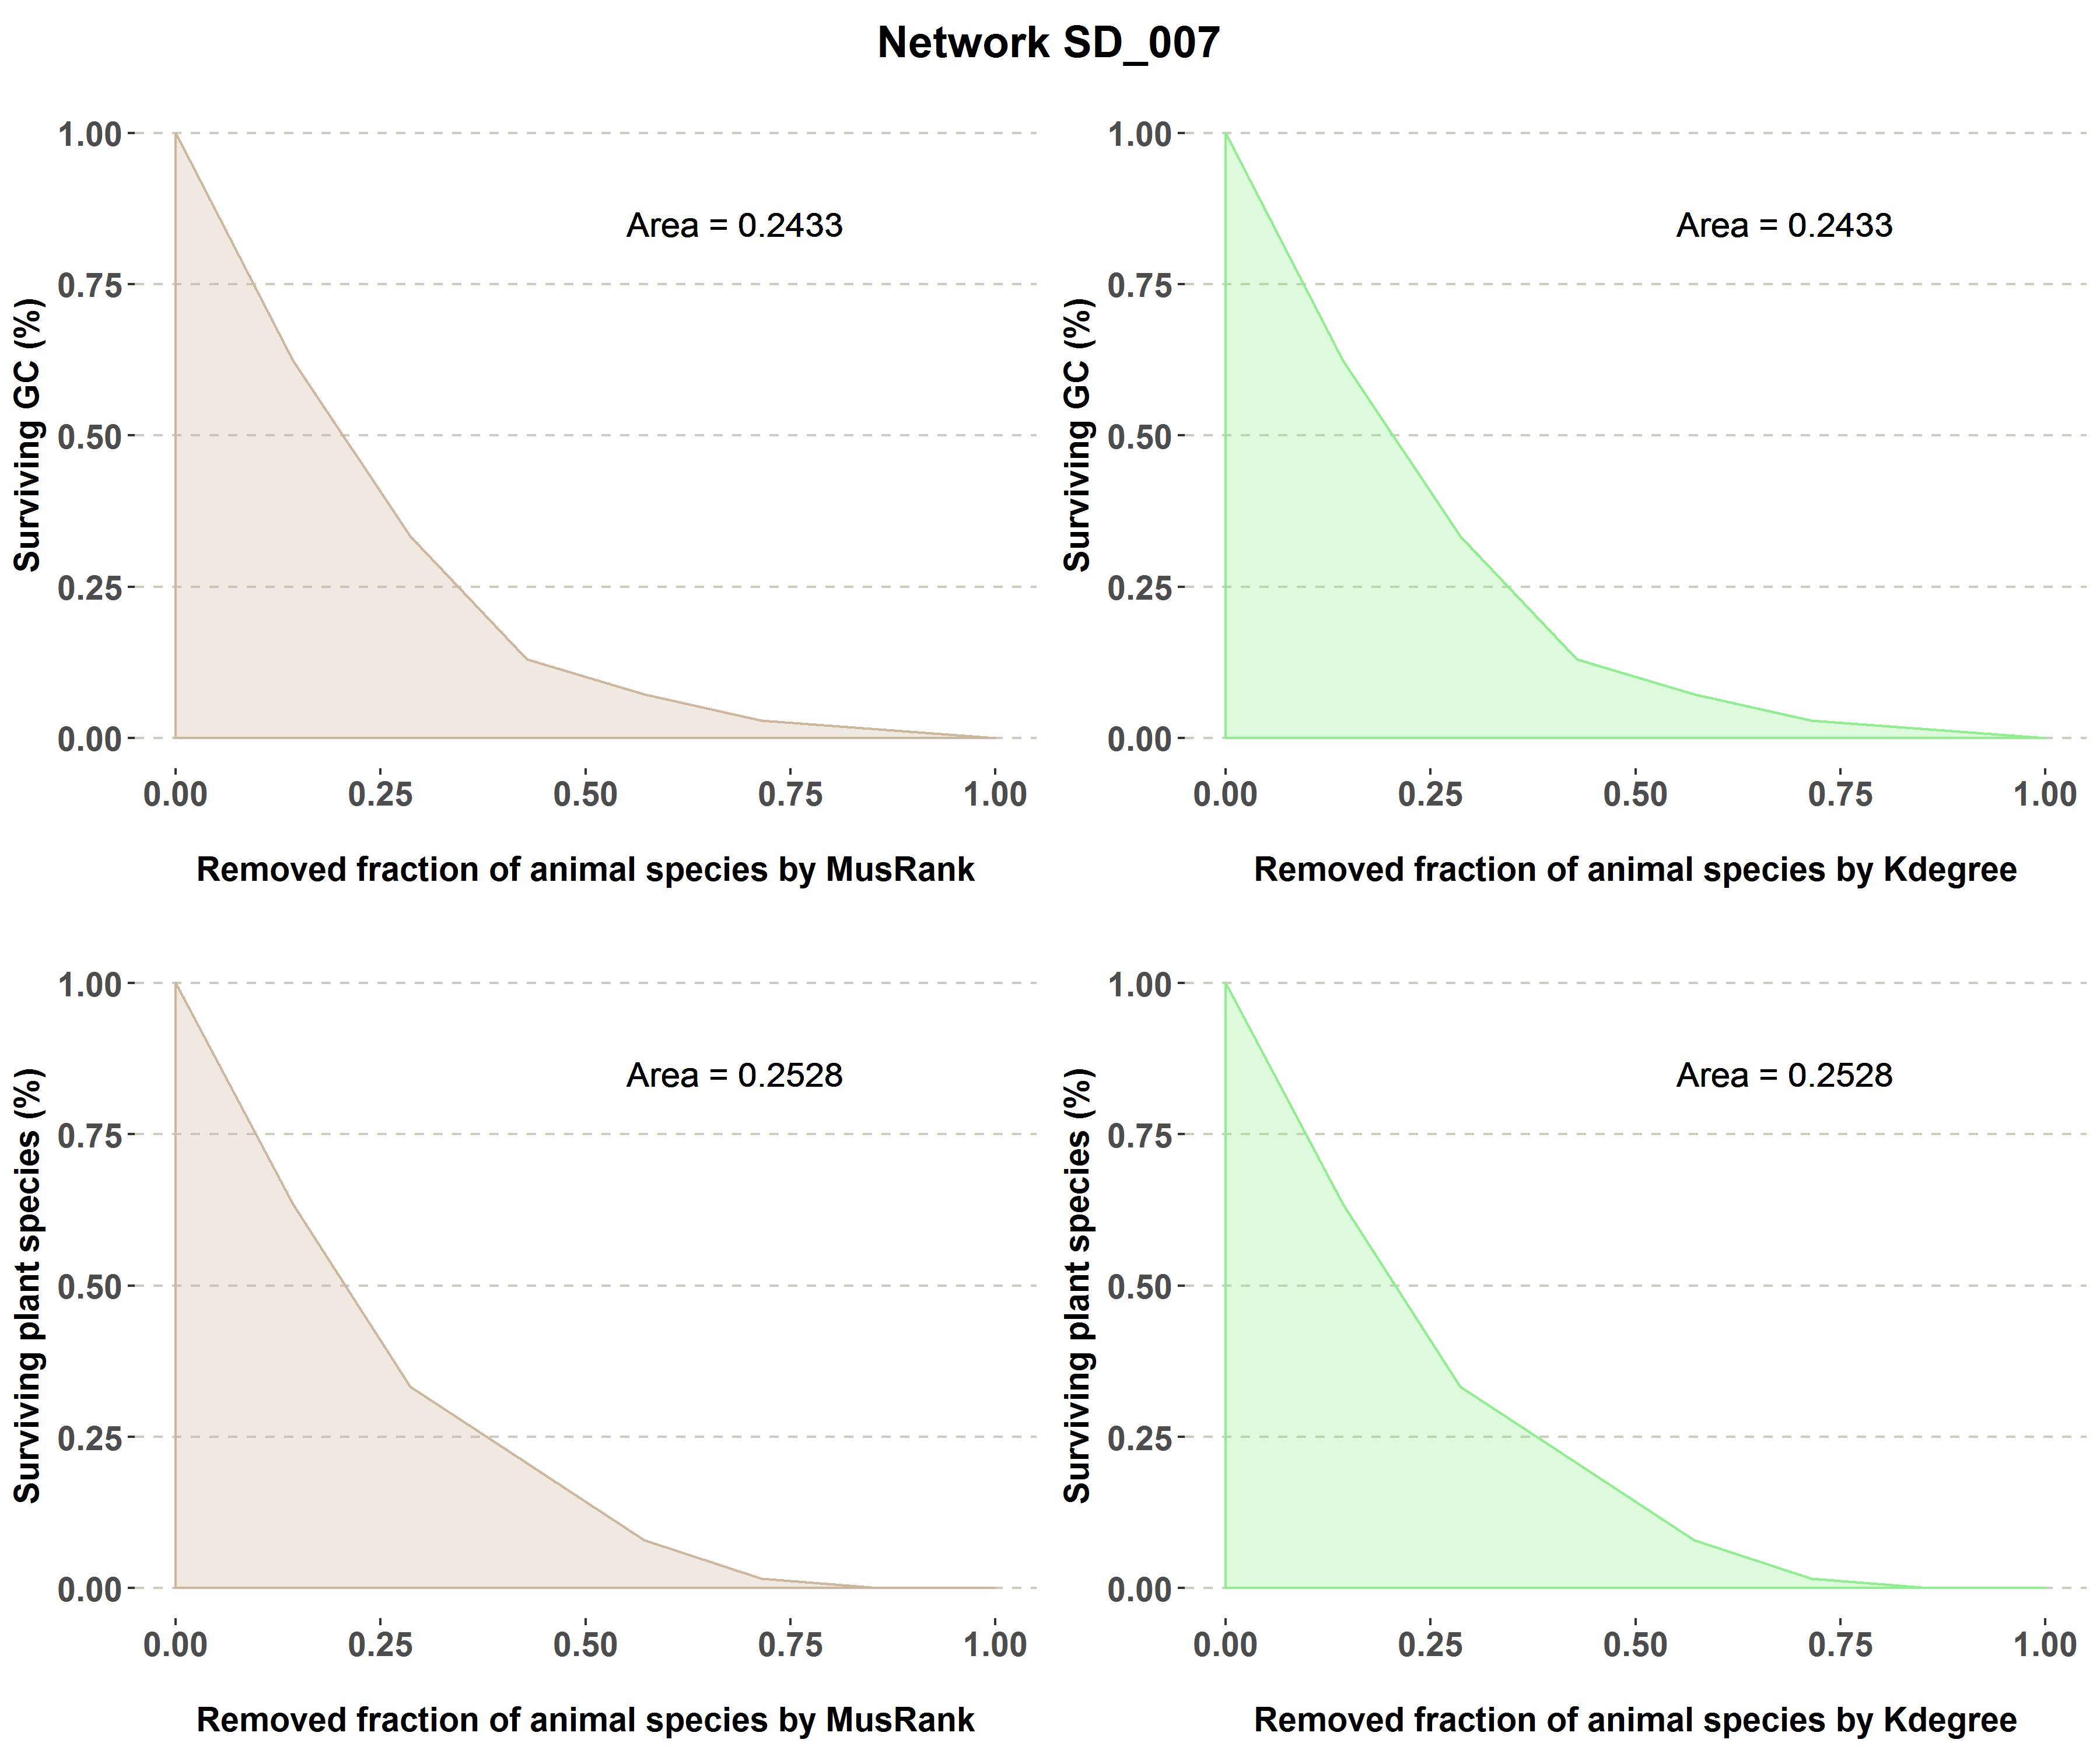 Network SD_007
Surviving GC (%)
1.00
0.75
0.50
0.25
0.00
Area = 0.2433
0.00 0.25 0.50 0.75 1.00
Removed fraction of animal species by MusRank
Surviving GC (%)
1.00
0.75
0.50
0.25
0.00
Area = 0.2433
0.00 0.25 0.50 0.75 1.00
Removed fraction of animal species by Kdegree
Surviving plant species (%)
1.00
0.75
0.50
0.25
0.00
Area = 0.2528
0.00 0.25 0.50 0.75 1.00
Removed fraction of animal species by MusRank
Surviving plant species (%)
1.00
0.75
0.50
0.25
0.00
Area = 0.2528
0.00 0.25 0.50 0.75 1.00
Removed fraction of animal species by Kdegree